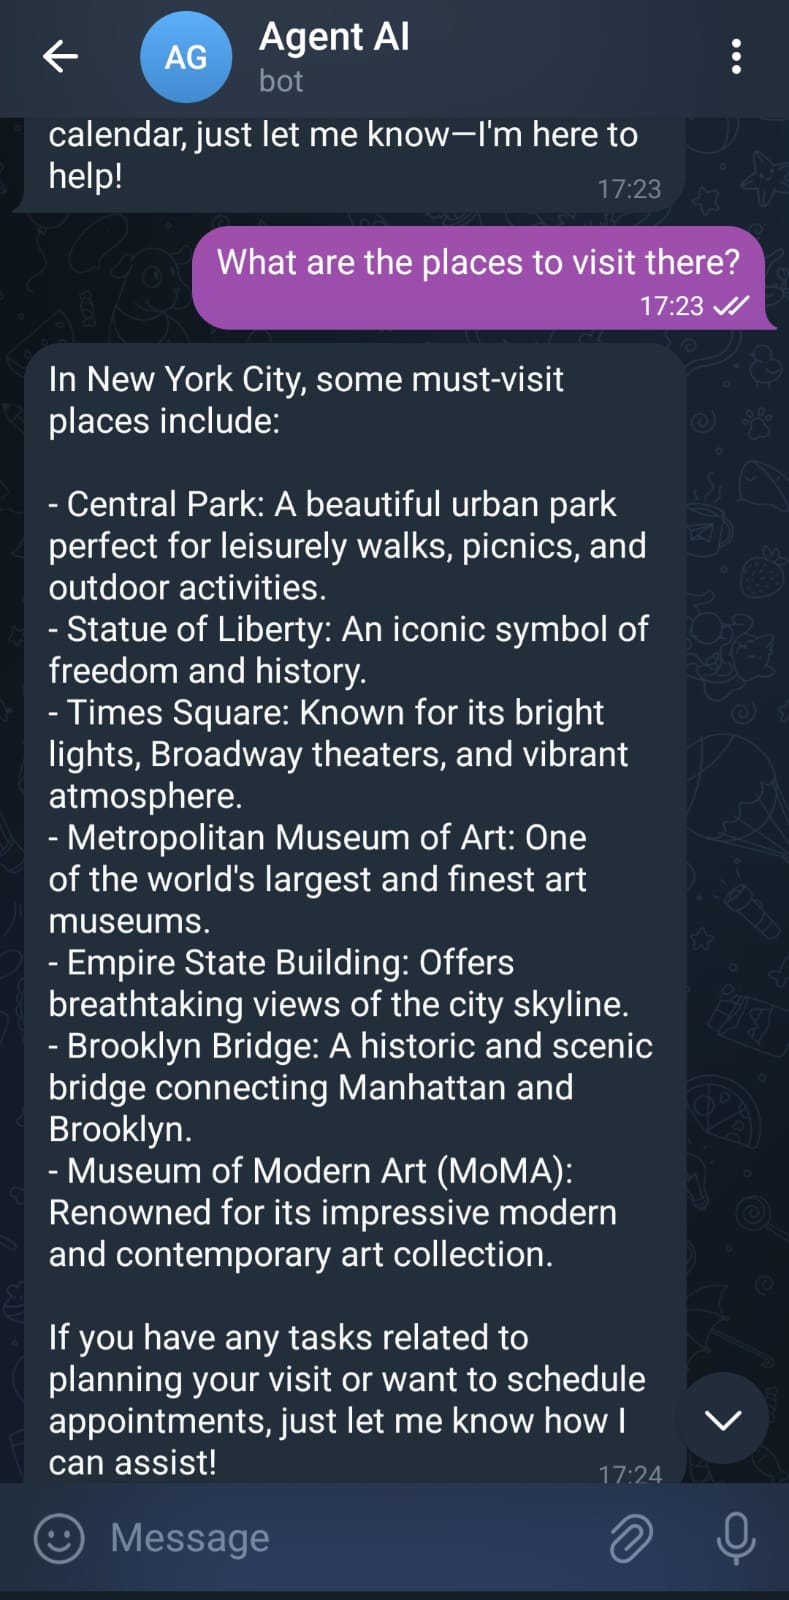 AG
Agent AI
bot
calendar, just let me know—I'm here to
help!
17:23
What are the places to visit there?
17:23
In New York City, some must-visit
places include:
- Central Park: A beautiful urban park
perfect for leisurely walks, picnics, and
outdoor activities.
- Statue of Liberty: An iconic symbol of
freedom and history.
- Times Square: Known for its bright
lights, Broadway theaters, and vibrant
atmosphere.
- Metropolitan Museum of Art: One
of the world's largest and finest art
museums.
- Empire State Building: Offers
breathtaking views of the city skyline.
- Brooklyn Bridge: A historic and scenic
bridge connecting Manhattan and
Brooklyn.
- Museum of Modern Art (MoMA):
Renowned for its impressive modern
and contemporary art collection.
If you have any tasks related to
planning your visit or want to schedule
appointments, just let me know how I
can assist!
17:24
Message